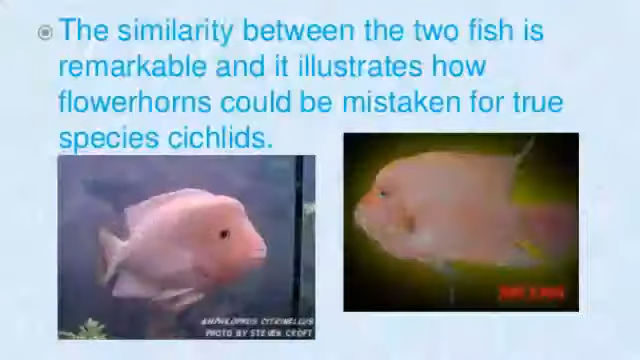 The similarity between the two fish is
remarkable and it illustrates how
flowerhorns could be mistaken for true
species cichlids.
AMPHILOPHUS CITRINELLUS
PHOTO BY STEVEN CROFT